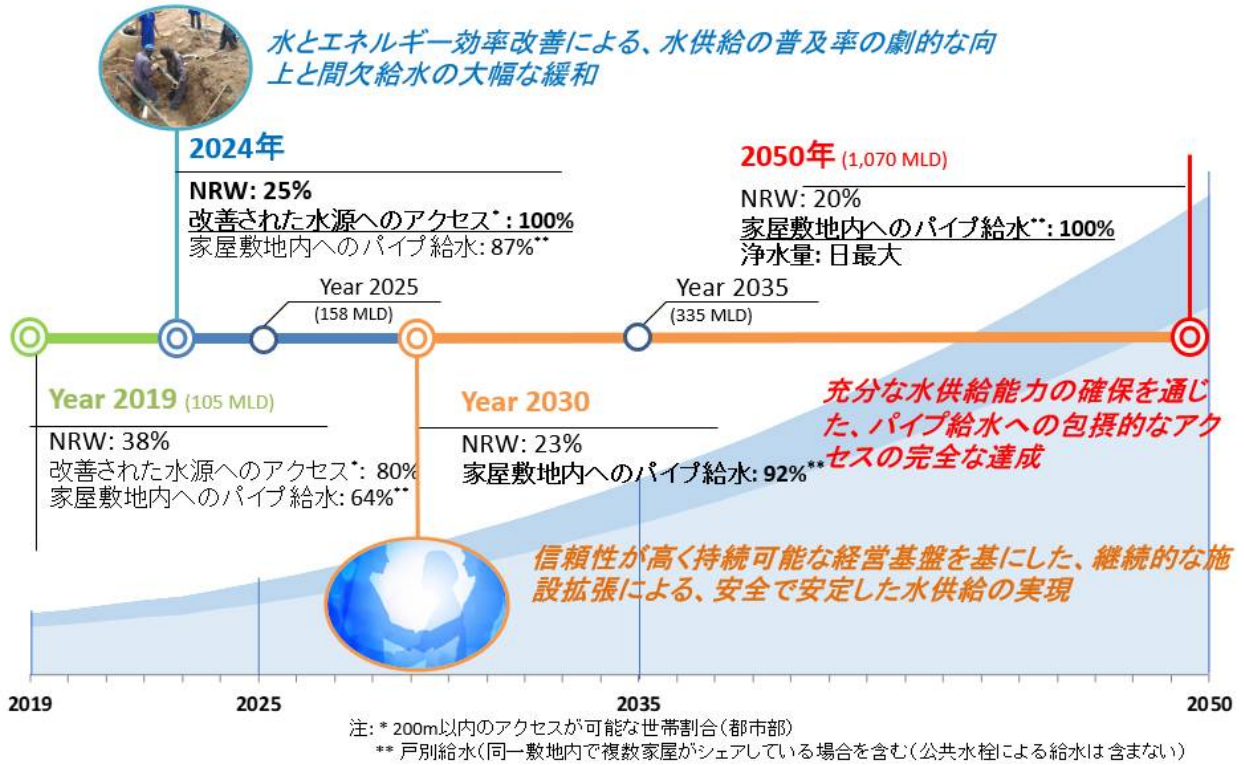 水とエネルギー効率改善による、水供給の普及率の劇的な向
上と間欠給水の大幅な緩和
2024年
NRW: 25%
改善された水源へのアクセス*: 100%
家屋敷地内へのパイプ給水: 87%**
2050年 (1,070 MLD)
NRW: 20%
家屋敷地内へのパイプ給水**: 100%
浄水量: 日最大
Year 2025
(158 MLD)
Year 2035
(335 MLD)
Year 2019 (105 MLD)
NRW: 38%
改善された水源へのアクセス*: 80%
家屋敷地内へのパイプ給水: 64%**
Year 2030
NRW: 23%
家屋敷地内へのパイプ給水: 92%**
充分な水供給能力の確保を通じ
た、パイプ給水への包摂的なアク
セスの完全な達成
信頼性が高く持続可能な経営基盤を基にした、継続的な施
設拡張による、安全で安定した水供給の実現
2019
2025
2035
2050
注: * 200m以内のアクセスが可能な世帯割合(都市部)
** 戸別給水(同一敷地内で複数家屋がシェアしている場合を含む(公共水栓による給水は含まない)